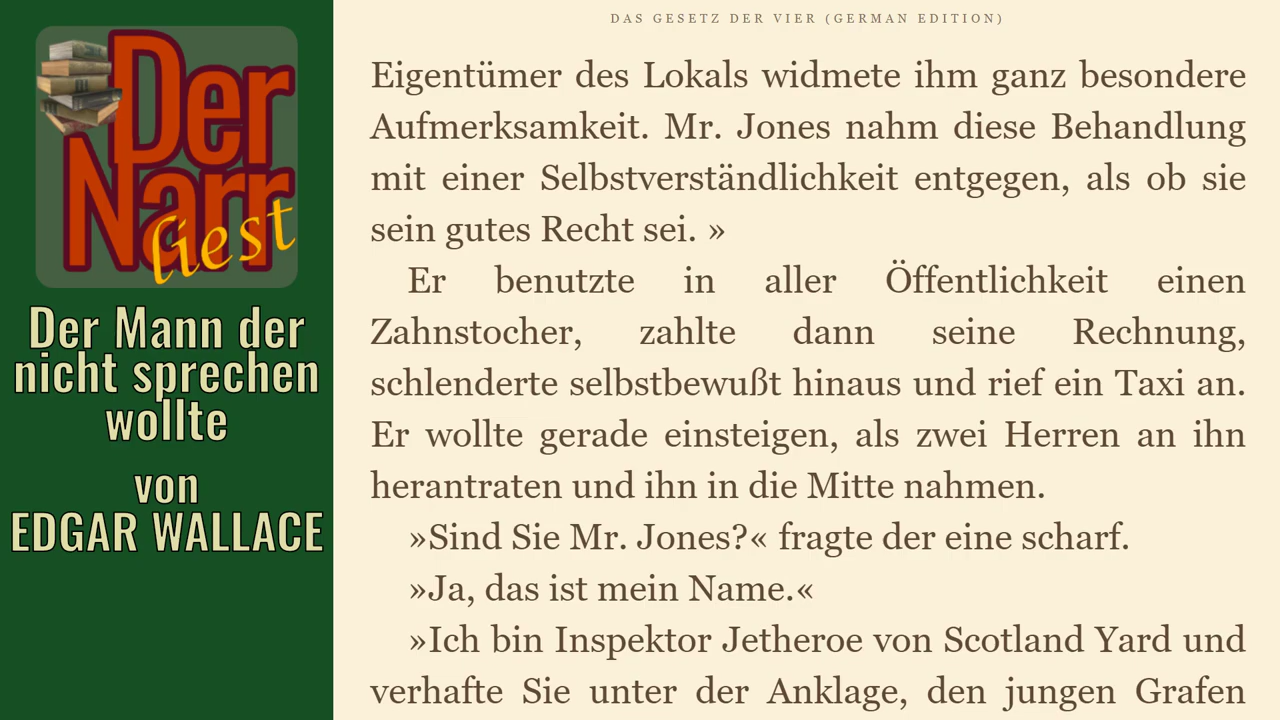 Der
Narr
liest
Der Mann der
nicht sprechen
wollte
von
EDGAR WALLACE
DAS GESETZ DER VIER (GERMAN EDITION)
Eigentümer des Lokals widmete ihm ganz besondere
Aufmerksamkeit. Mr. Jones nahm diese Behandlung
mit einer Selbstverständlichkeit entgegen, als ob sie
sein gutes Recht sei. »
Er benutzte in aller Öffentlichkeit einen
Zahnstocher, zahlte dann seine Rechnung,
schlenderte selbstbewußt hinaus und rief ein Taxi an.
Er wollte gerade einsteigen, als zwei Herren an ihn
herantraten und ihn in die Mitte nahmen.
»Sind Sie Mr. Jones?« fragte der eine scharf.
»Ja, das ist mein Name.«
»Ich bin Inspektor Jetheroe von Scotland Yard und
verhafte Sie unter der Anklage, den jungen Grafen